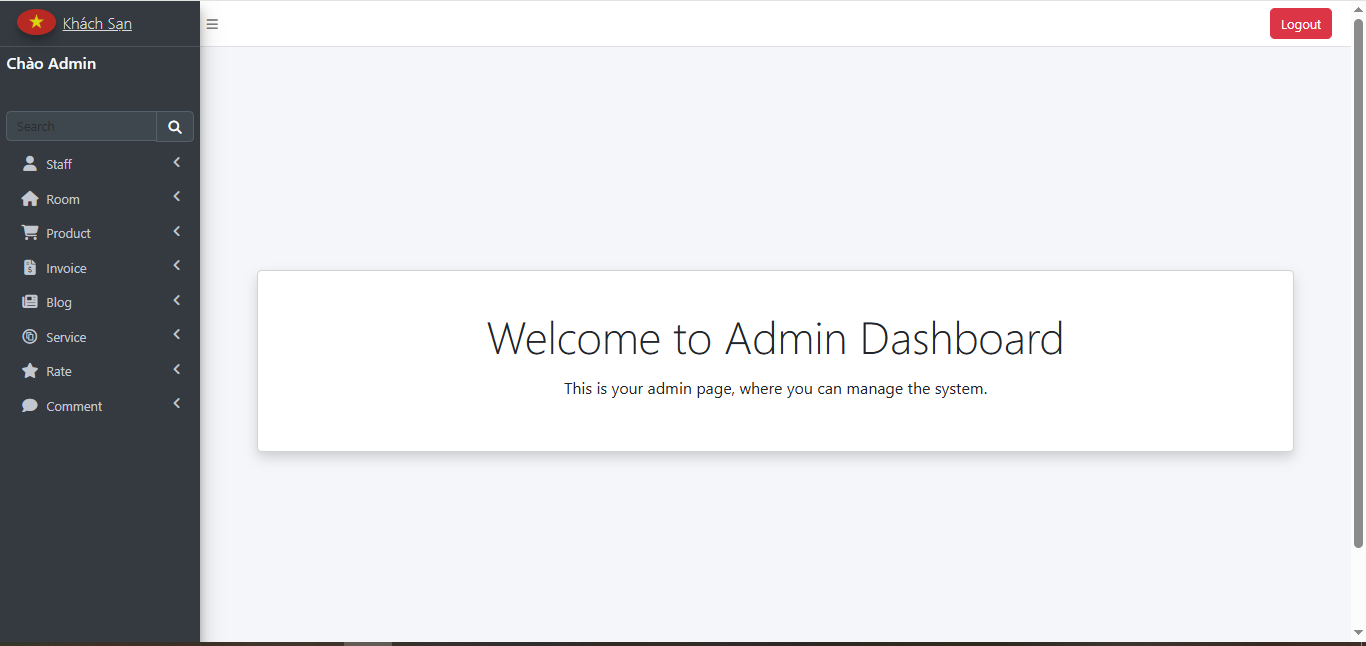 Khách Sạn
Logout
Chào Admin
Search
Staff
Room
Product
Invoice
Blog
Service
Rate
Comment
Welcome to Admin Dashboard
This is your admin page, where you can manage the system.